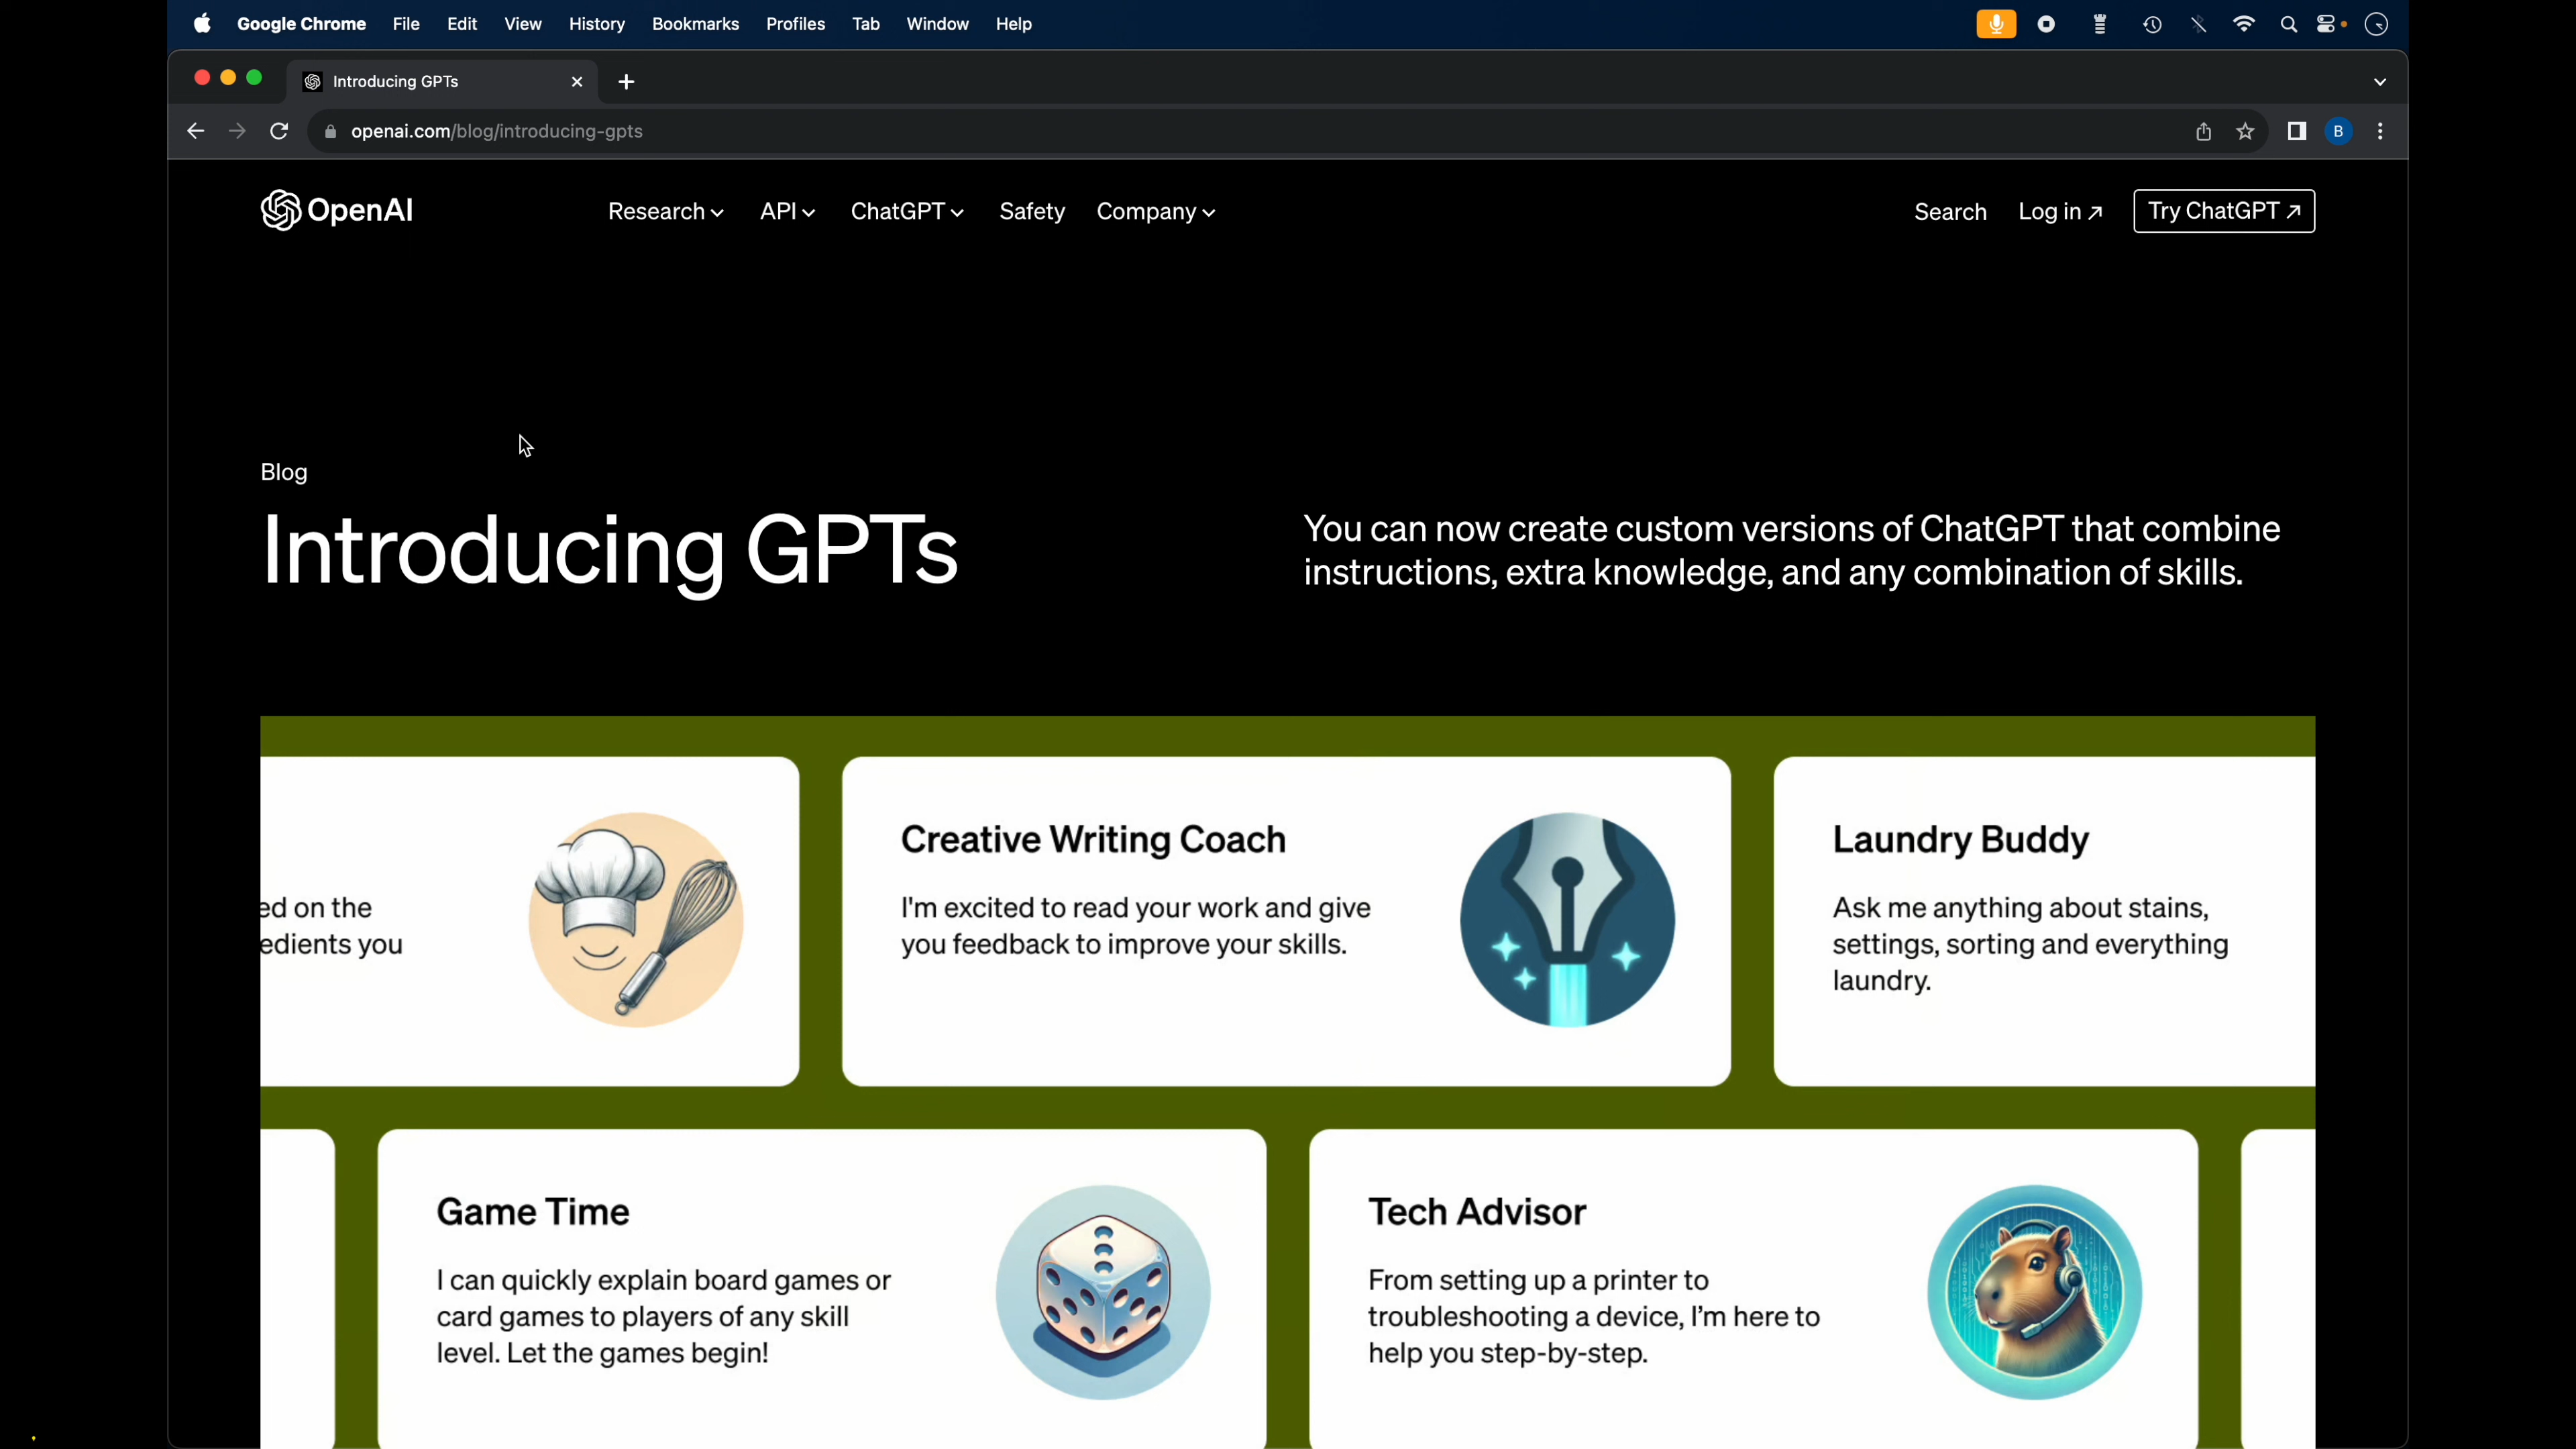 Google Chrome File Edit View History Bookmarks Profiles Tab Window Help
Introducing GPTs
openai.com/blog/introducing-gpts
B
OpenAI Research API ChatGPT Safety Company Search Log in Try ChatGPT
Blog
Introducing GPTs
You can now create custom versions of ChatGPT that combine
instructions, extra knowledge, and any combination of skills.
ed on the
edients you
Creative Writing Coach
I'm excited to read your work and give
you feedback to improve your skills.
Laundry Buddy
Ask me anything about stains,
settings, sorting and everything
laundry.
Game Time
I can quickly explain board games or
card games to players of any skill
level. Let the games begin!
Tech Advisor
From setting up a printer to
troubleshooting a device, I’m here to
help you step-by-step.